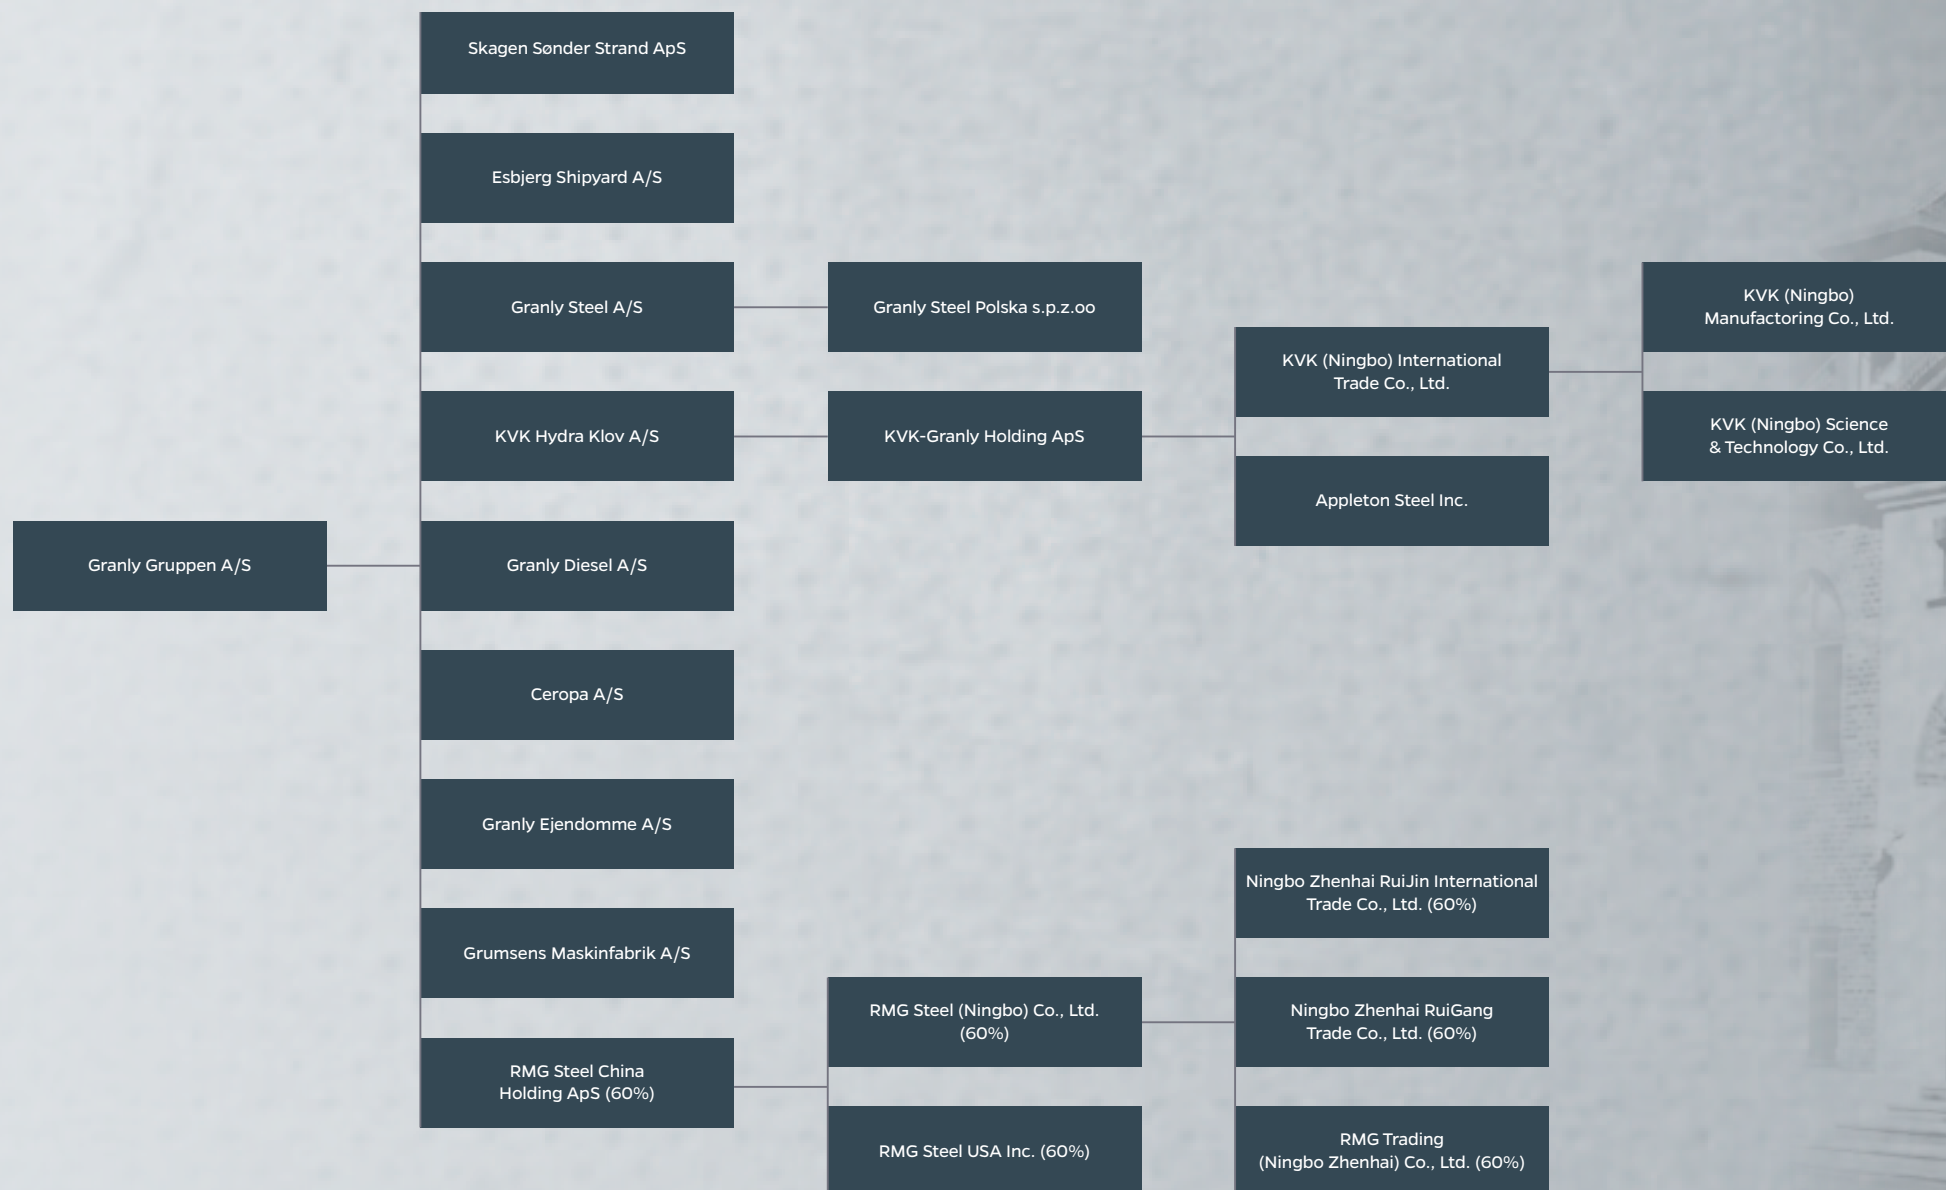 Skagen Sønder Strand ApS
Esbjerg Shipyard A/S
Granly Steel A/S
Granly Steel Polska s.p.z.oo
KVK (Ningbo)
Manufactoring Co., Ltd.
KVK (Ningbo) International
Trade Co., Ltd.
KVK Hydra Klov A/S
KVK-Granly Holding ApS
KVK (Ningbo) Science
& Technology Co., Ltd.
Appleton Steel Inc.
Granly Gruppen A/S
Granly Diesel A/S
Ceropa A/S
Granly Ejendomme A/S
Ningbo Zhenhai RuiJin International
Trade Co., Ltd. (60%)
Grumsens Maskinfabrik A/S
RMG Steel (Ningbo) Co., Ltd.
(60%)
Ningbo Zhenhai RuiGang
Trade Co., Ltd. (60%)
RMG Steel China
Holding ApS (60%)
RMG Steel USA Inc. (60%)
RMG Trading
(Ningbo Zhenhai) Co., Ltd. (60%)